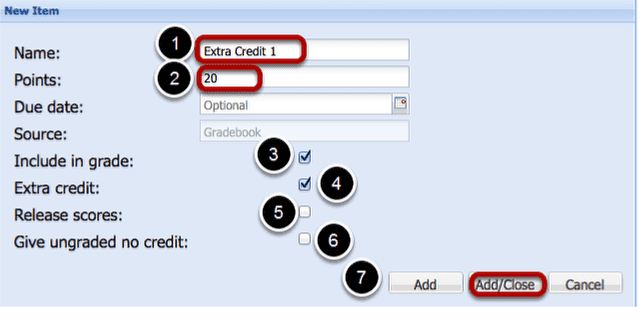 New Item
Name: 1 Extra Credit 1
Points: 2 20
Due date: Optional
Source: Gradebook
Include in grade: 3
Extra credit: 4
Release scores: 5
Give ungraded no credit: 6
7 Add Add/Close Cancel